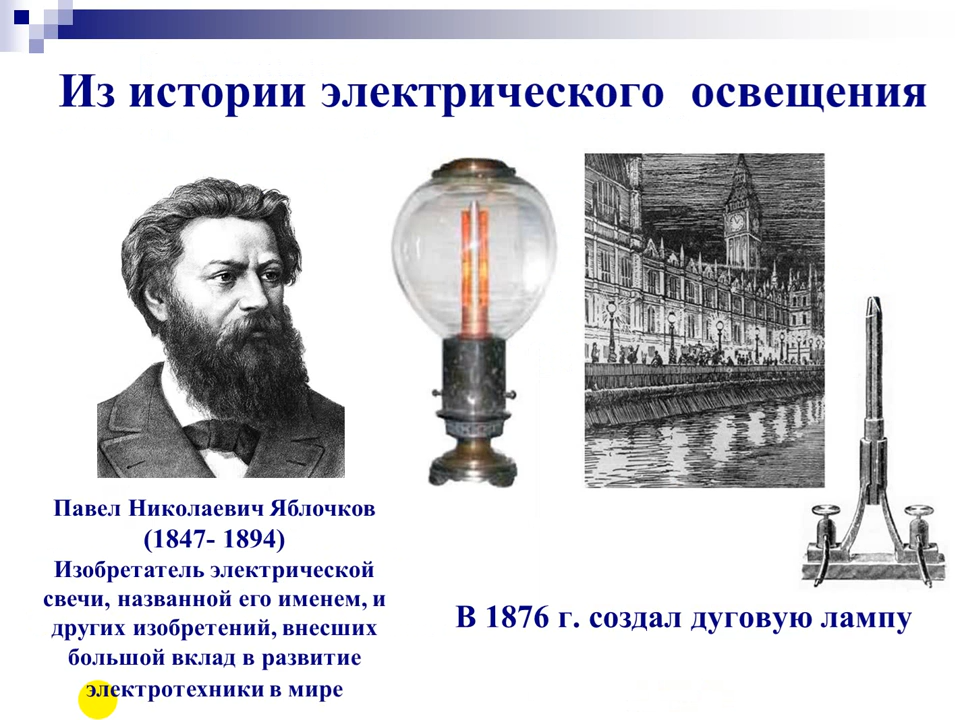 Из истории электрического освещения
Павел Николаевич Яблочков
(1847- 1894)
Изобретатель электрической
свечи, названной его именем, и
других изобретений, внесших
большой вклад в развитие
электротехники в мире
В 1876 г. создал дуговую лампу